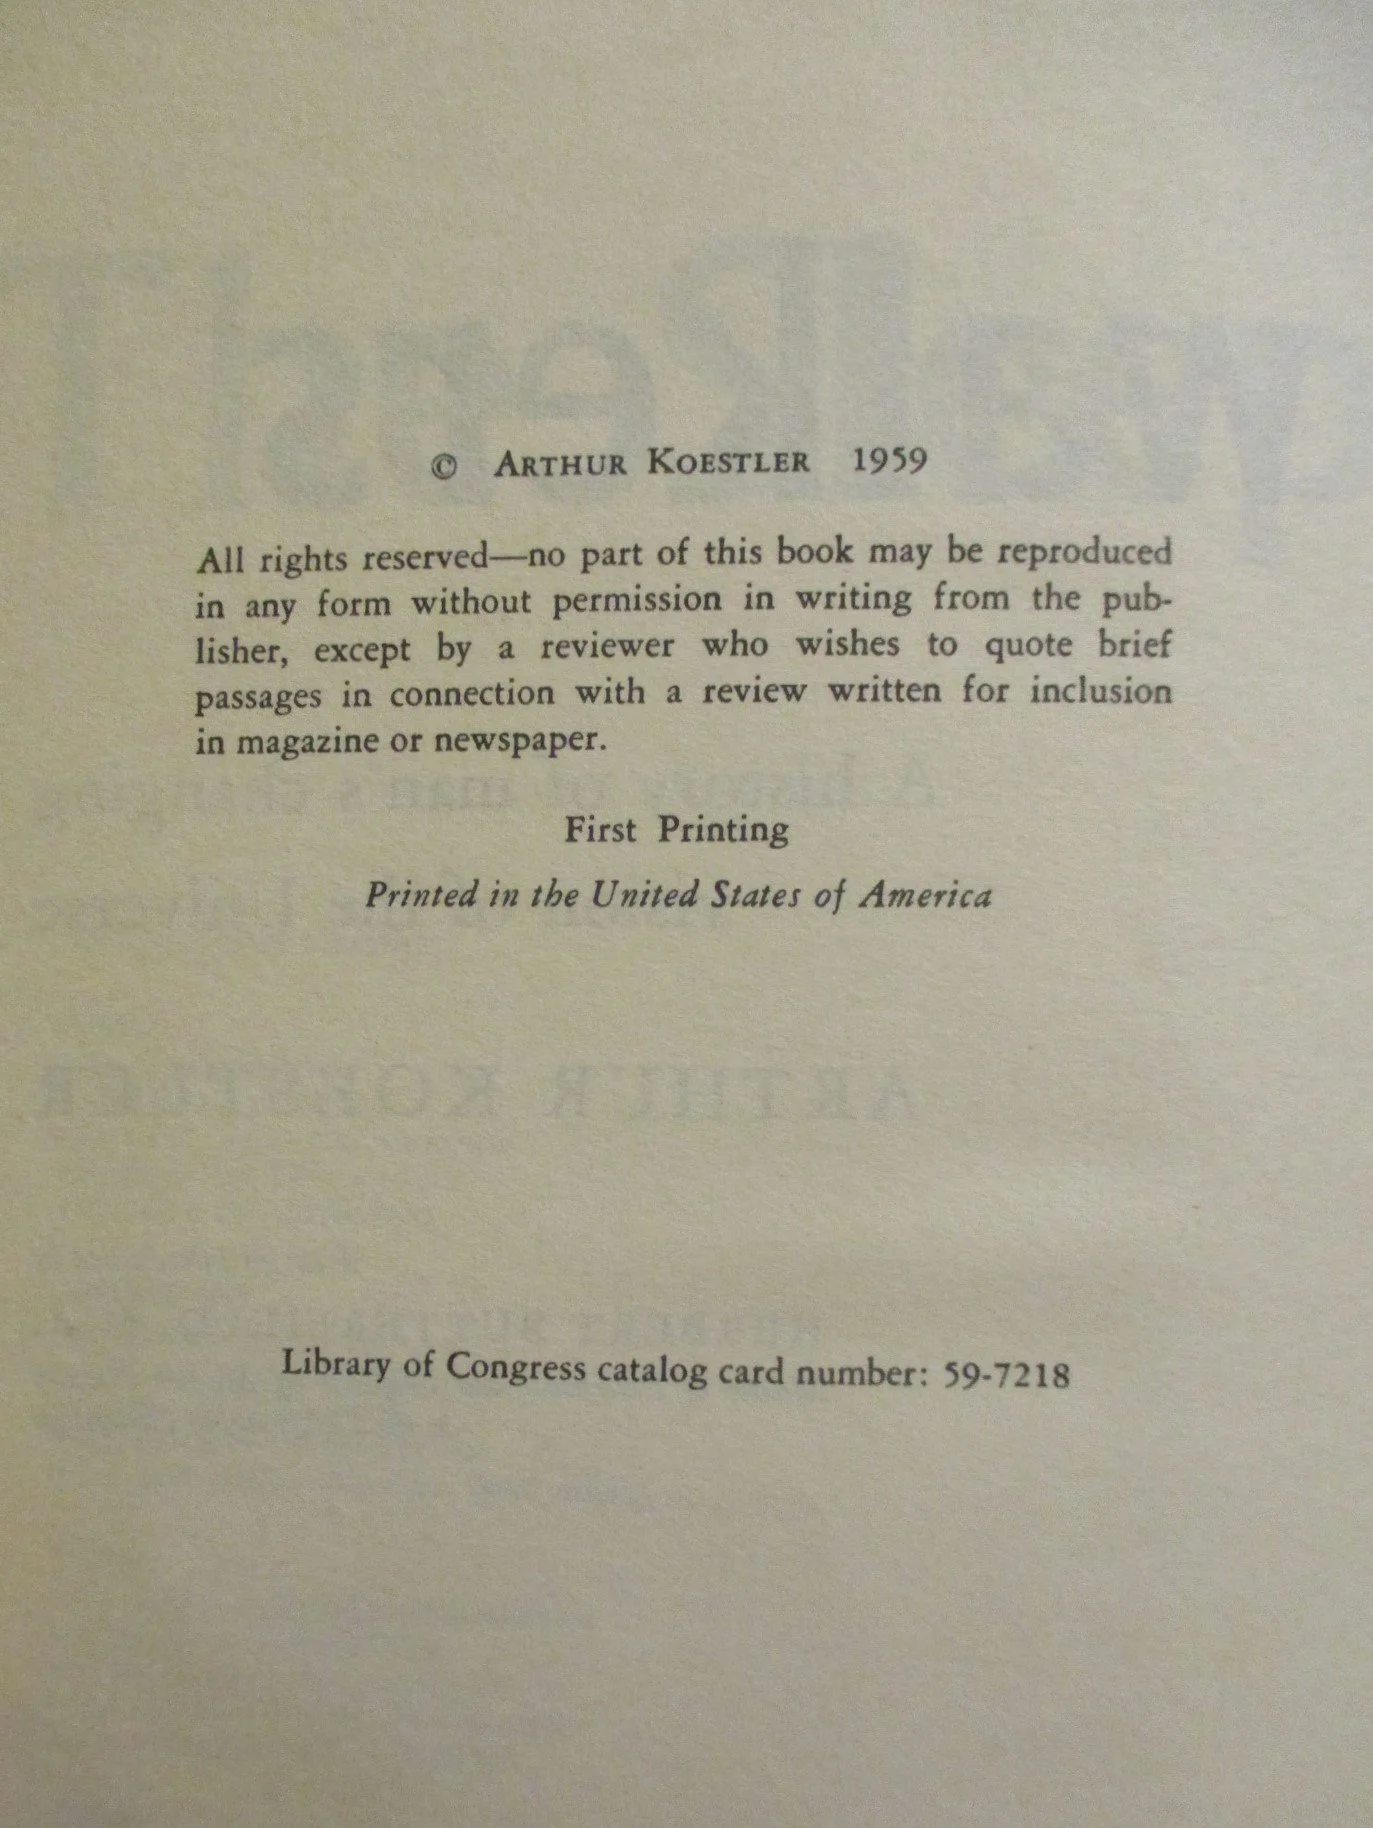 © ARTHUR KOESTLER 1959
All rights reserved—no part of this book may be reproduced
in any form without permission in writing from the pub-
lisher, except by a reviewer who wishes to quote brief
passages in connection with a review written for inclusion
in magazine or newspaper.
First Printing
Printed in the United States of America
ARTHUR KOESTLER
Library of Congress catalog card number: 59-7218